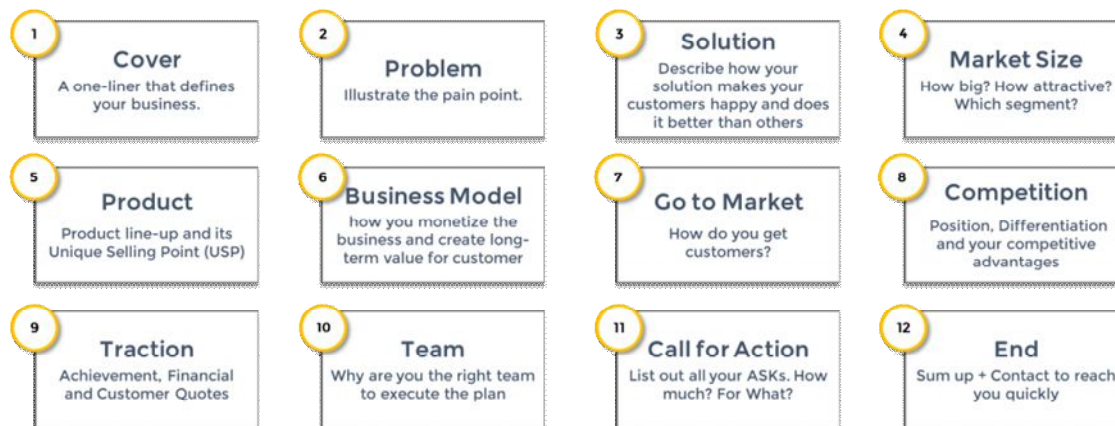 1
Cover
A one-liner that defines
your business.
2
Problem
Illustrate the pain point.
3
Solution
Describe how your
solution makes your
customers happy and does
it better than others
4
Market Size
How big? How attractive?
Which segment?
5
Product
Product line-up and its
Unique Selling Point (USP)
6
Business Model
how you monetize the
business and create long-
term value for customer
7
Go to Market
How do you get
customers?
8
Competition
Position, Differentiation
and your competitive
advantages
9
Traction
Achievement, Financial
and Customer Quotes
10
Team
Why are you the right team
to execute the plan
11
Call for Action
List out all your ASKs. How
much? For What?
12
End
Sum up + Contact to reach
you quickly